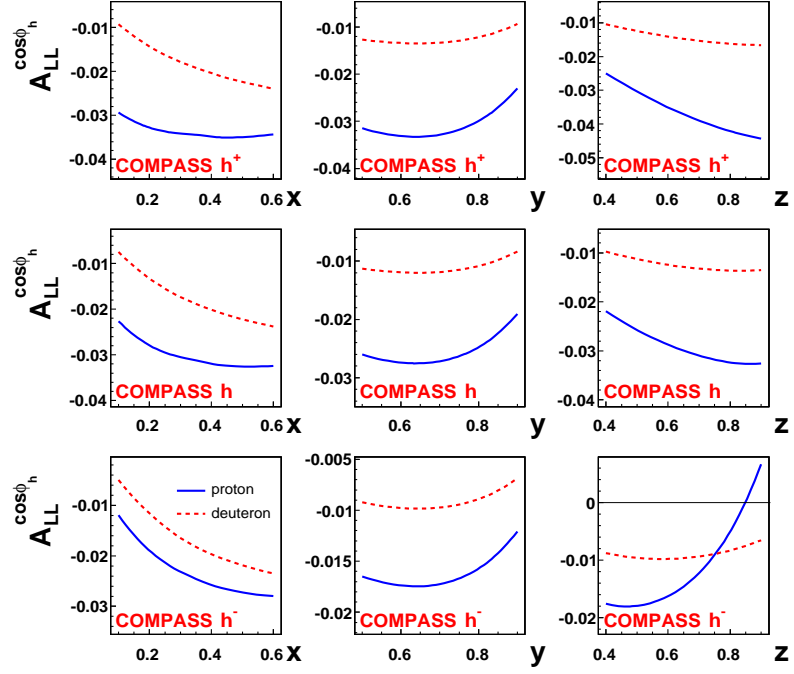 A_LL^cosϕ_h
-0.01
-0.02
-0.03
-0.04
COMPASS h⁺
0.2 0.4 0.6 x
-0.01
-0.02
-0.03
-0.04
COMPASS h⁺
0.6 0.8 y
-0.01
-0.02
-0.03
-0.04
-0.05
COMPASS h⁺
0.4 0.6 0.8 z
A_LL^cosϕ_h
-0.01
-0.02
-0.03
-0.04
COMPASS h
0.2 0.4 0.6 x
-0.01
-0.02
-0.03
COMPASS h
0.6 0.8 y
-0.01
-0.02
-0.03
-0.04
COMPASS h
0.4 0.6 0.8 z
A_LL^cosϕ_h
-0.01
-0.02
-0.03
proton
deuteron
COMPASS h⁻
0.2 0.4 0.6 x
-0.005
-0.01
-0.015
-0.02
COMPASS h⁻
0.6 0.8 y
0
-0.01
-0.02
COMPASS h⁻
0.4 0.6 0.8 z